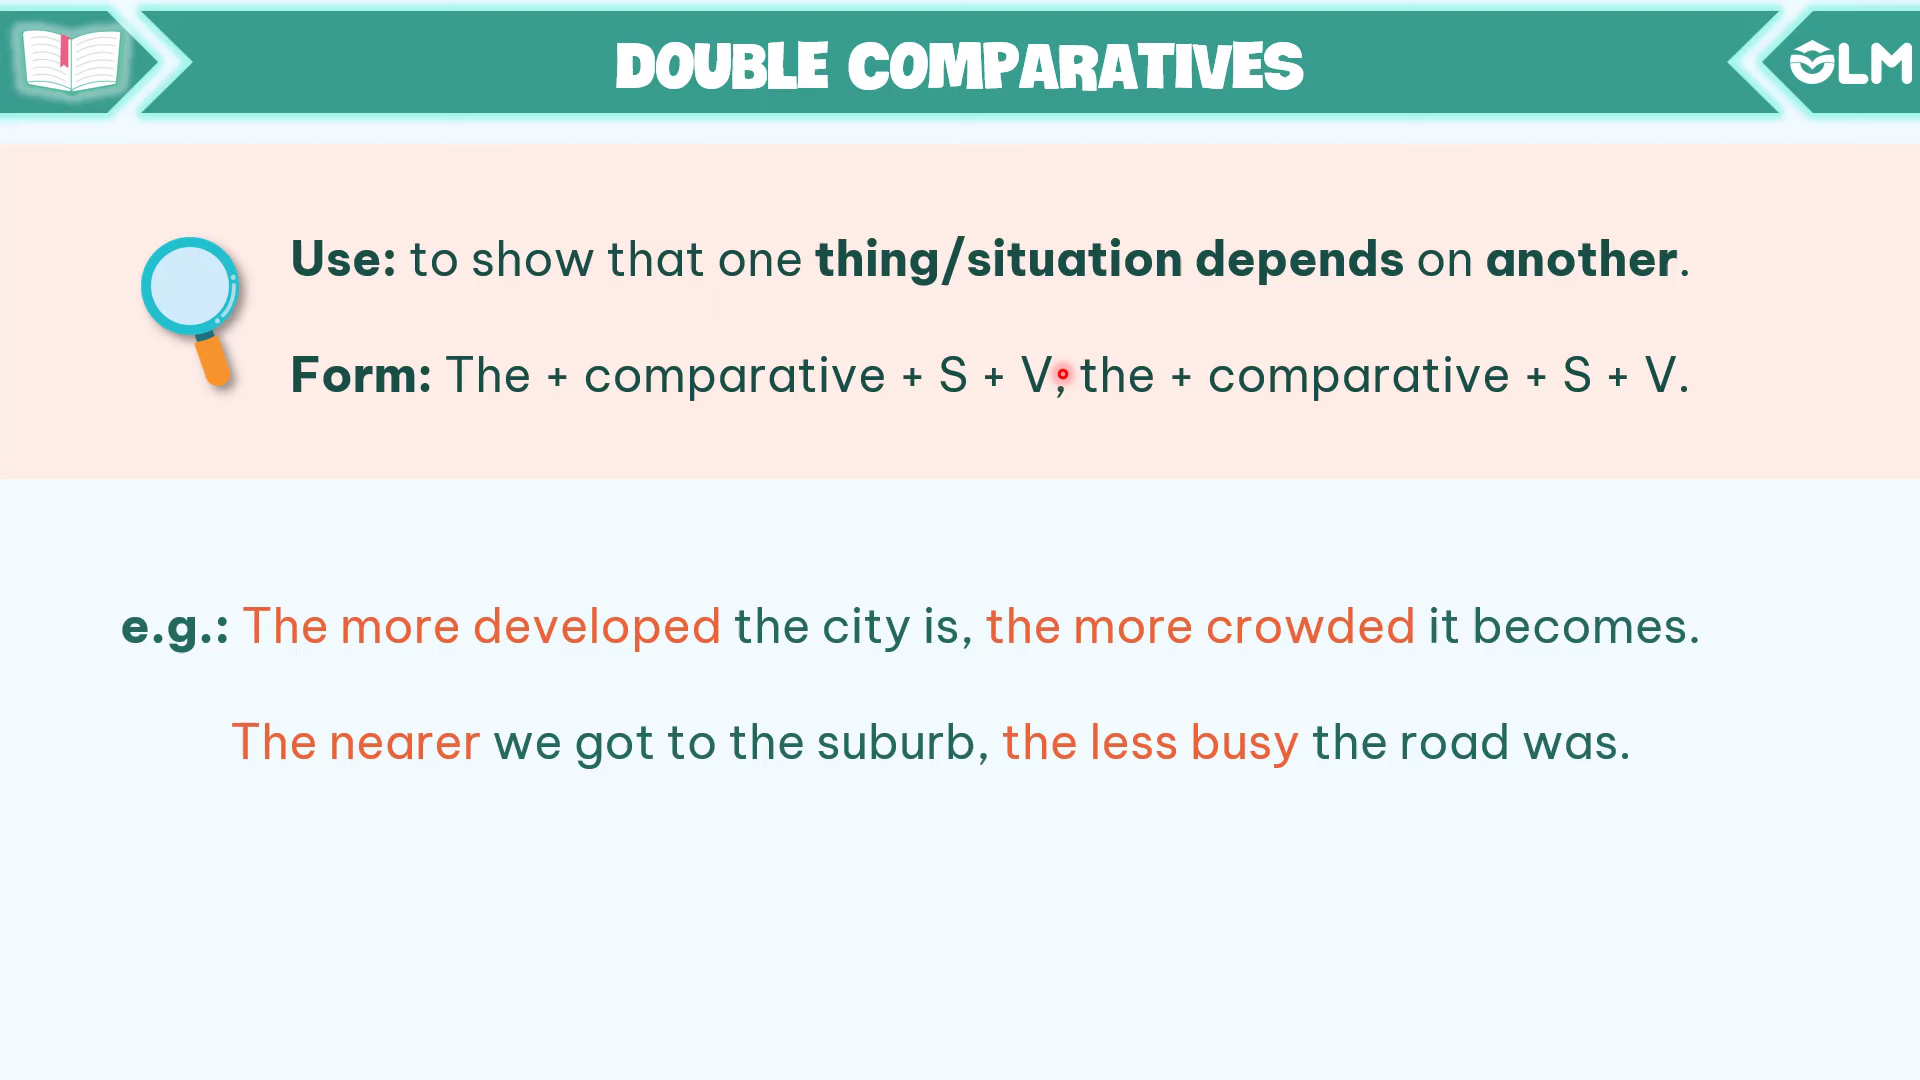 DOUBLE COMPARATIVES
OLM
Use: to show that one thing/situation depends on another.
Form: The + comparative + S + V, the + comparative + S + V.
e.g.: The more developed the city is, the more crowded it becomes.
The nearer we got to the suburb, the less busy the road was.